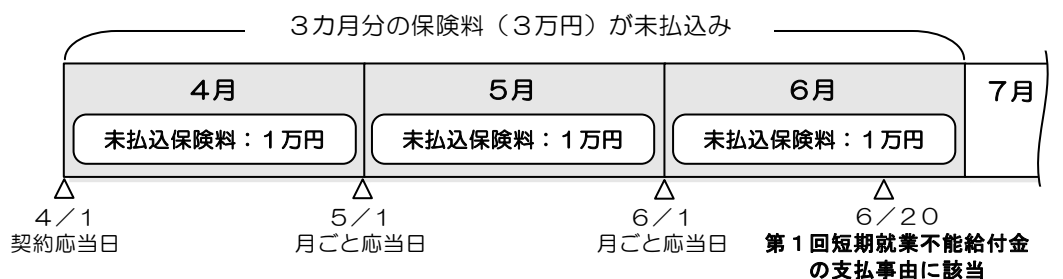 ３カ月分の保険料（３万円）が未払込み
４月
５月
６月
７月
未払込保険料：１万円
未払込保険料：１万円
未払込保険料：１万円
４／１
５／１
６／１
６／２０
契約応当日
月ごと応当日
月ごと応当日
第１回短期就業不能給付金
の支払事由に該当